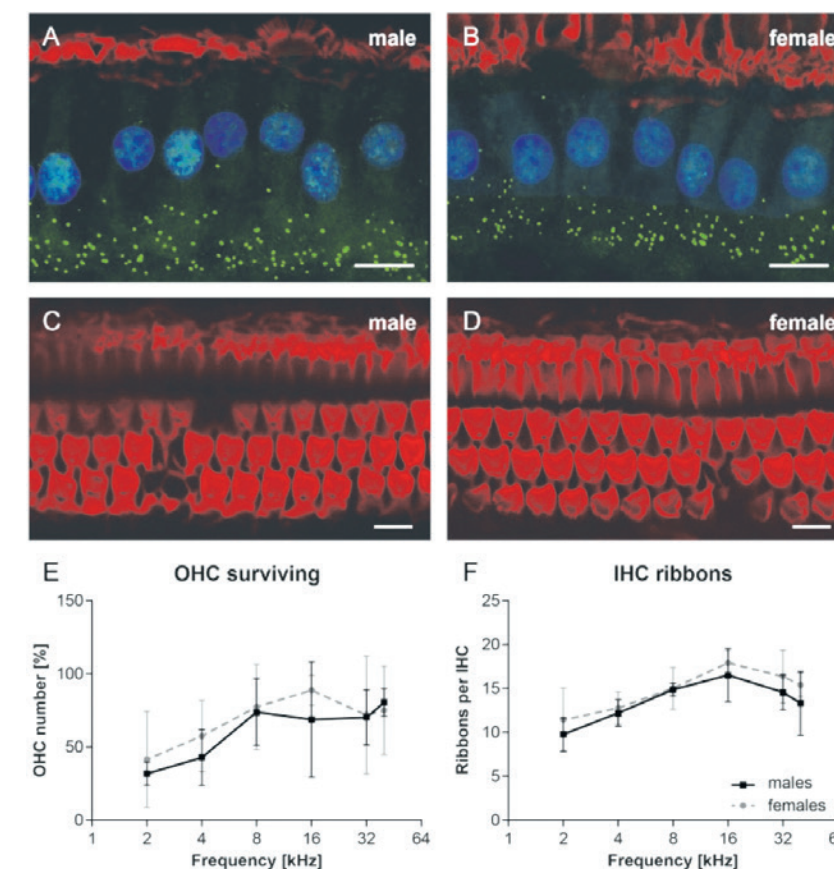 A
male
B
female
C
male
D
female
E
OHC surviving
OHC number [%]
150
100
50
0
1
2
4
8
16
32
64
Frequency [kHz]
F
IHC ribbons
Ribbons per IHC
25
20
15
10
5
0
males
females
1
2
4
8
16
32
Frequency [kHz]